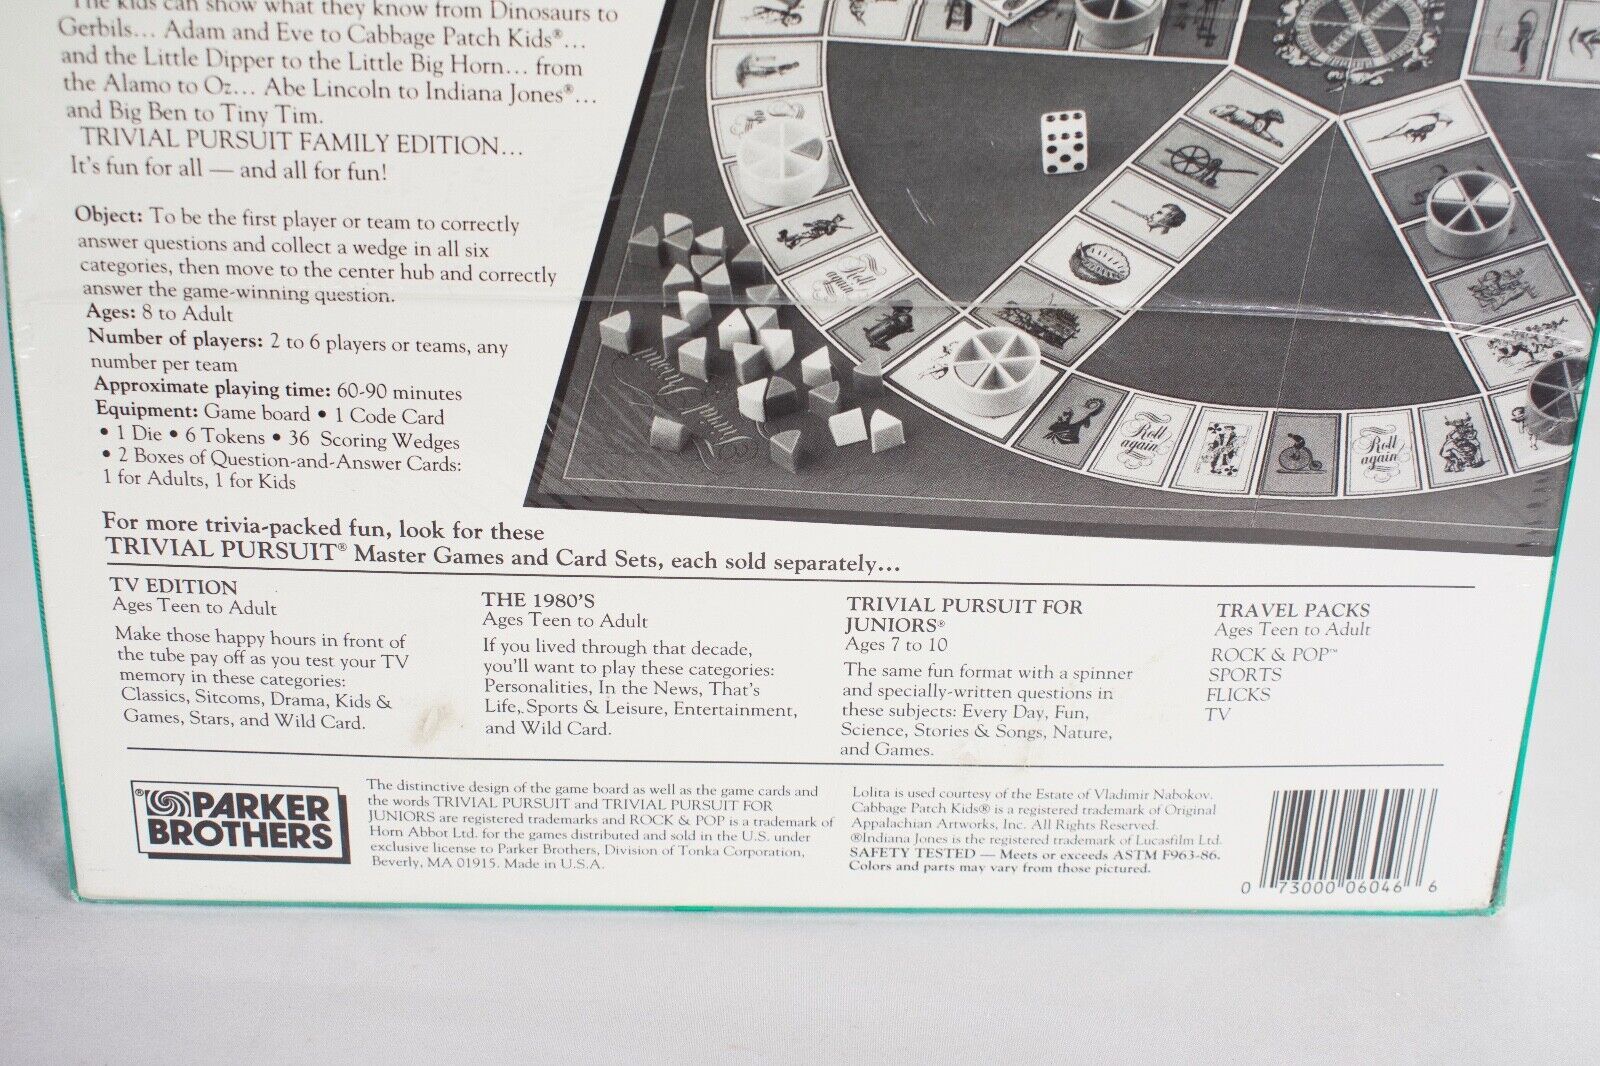 The kids can show what they know from Dinosaurs to
Gerbils... Adam and Eve to Cabbage Patch Kids®...
and the Little Dipper to the Little Big Horn... from
the Alamo to Oz... Abe Lincoln to Indiana Jones®...
and Big Ben to Tiny Tim.
TRIVIAL PURSUIT FAMILY EDITION...
It's fun for all — and all for fun!
Object: To be the first player or team to correctly
answer questions and collect a wedge in all six
categories, then move to the center hub and correctly
answer the game-winning question.
Ages: 8 to Adult
Number of players: 2 to 6 players or teams, any
number per team
Approximate playing time: 60-90 minutes
Equipment: Game board • 1 Code Card
• 1 Die • 6 Tokens • 36 Scoring Wedges
• 2 Boxes of Question-and-Answer Cards:
1 for Adults, 1 for Kids
Roll
again
Trivial Pursuit
Roll
again
Roll
again
For more trivia-packed fun, look for these
TRIVIAL PURSUIT® Master Games and Card Sets, each sold separately...
TV EDITION
Ages Teen to Adult
Make those happy hours in front of
the tube pay off as you test your TV
memory in these categories:
Classics, Sitcoms, Drama, Kids &
Games, Stars, and Wild Card.
THE 1980'S
Ages Teen to Adult
If you lived through that decade,
you'll want to play these categories:
Personalities, In the News, That's
Life, Sports & Leisure, Entertainment,
and Wild Card.
TRIVIAL PURSUIT FOR
JUNIORS®
Ages 7 to 10
The same fun format with a spinner
and specially-written questions in
these subjects: Every Day, Fun,
Science, Stories & Songs, Nature,
and Games.
TRAVEL PACKS
Ages Teen to Adult
ROCK & POP™
SPORTS
FLICKS
TV
® PARKER
BROTHERS
The distinctive design of the game board as well as the game cards and
the words TRIVIAL PURSUIT and TRIVIAL PURSUIT FOR
JUNIORS are registered trademarks and ROCK & POP is a trademark of
Horn Abbot Ltd. for the games distributed and sold in the U.S. under
exclusive license to Parker Brothers, Division of Tonka Corporation,
Beverly, MA 01915. Made in U.S.A.
Lolita is used courtesy of the Estate of Vladimir Nabokov.
Cabbage Patch Kids® is a registered trademark of Original
Appalachian Artworks, Inc. All Rights Reserved.
®Indiana Jones is the registered trademark of Lucasfilm Ltd.
SAFETY TESTED — Meets or exceeds ASTM F963-86.
Colors and parts may vary from those pictured.
0 73000 06046 6